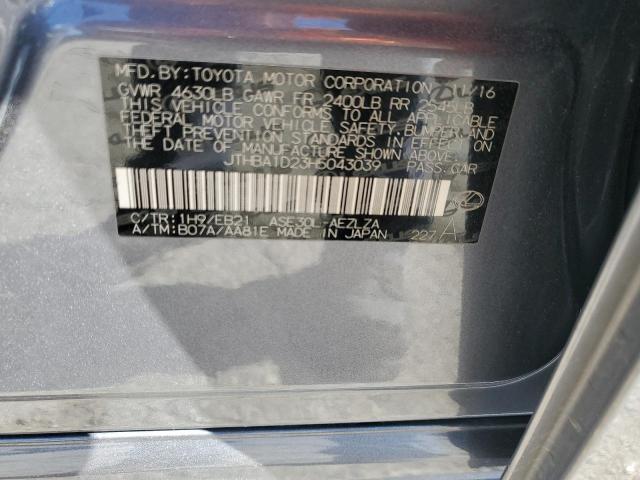 MFD.BY:TOYOTA MOTOR CORPORATION 11/16
GVWR 4630LB GAWR FR 2400LB RR 2545LB
THIS VEHICLE CONFORMS TO ALL APPLICABLE
FEDERAL MOTOR VEHICLE SAFETY, BUMPER, AND
THEFT PREVENTION STANDARDS IN EFFECT ON
THE DATE OF MANUFACTURE SHOWN ABOVE.
JTHBA1D23H5043039 PASS.CAR
C/TR:1H9/EB21 ASE30L-AEZLZA
A/TM:B07A/AA81E MADE IN JAPAN 227 A